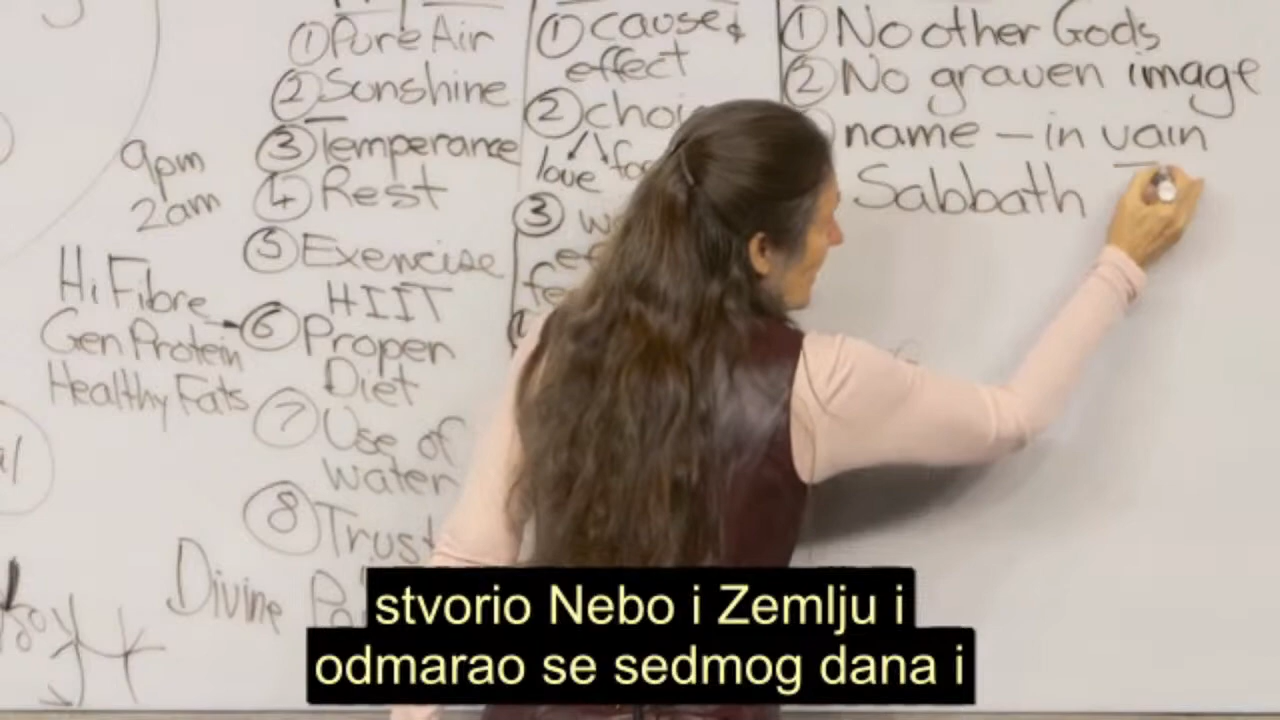 9pm
2am
Hi Fibre
Gen Protein
Healthy Fats
① Pure Air
② Sunshine
③ Temperance
④ Rest
⑤ Exercise
HIIT
⑥ Proper
Diet
⑦ Use of
Water
⑧ Trust
Divine
① cause &
effect
②
love
③
① No other Gods
② No graven image
name — in vain
Sabbath
stvorio Nebo i Zemlju i
odmarao se sedmog dana i